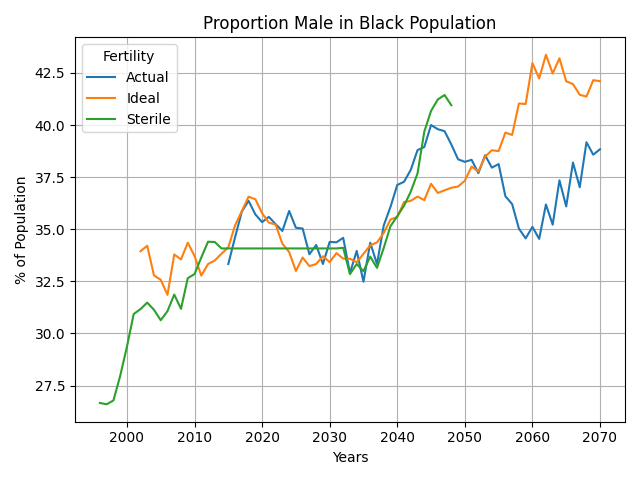 Proportion Male in Black Population
Fertility
Actual
Ideal
Sterile
% of Population
42.5
40.0
37.5
35.0
32.5
30.0
27.5
2000 2010 2020 2030 2040 2050 2060 2070
Years